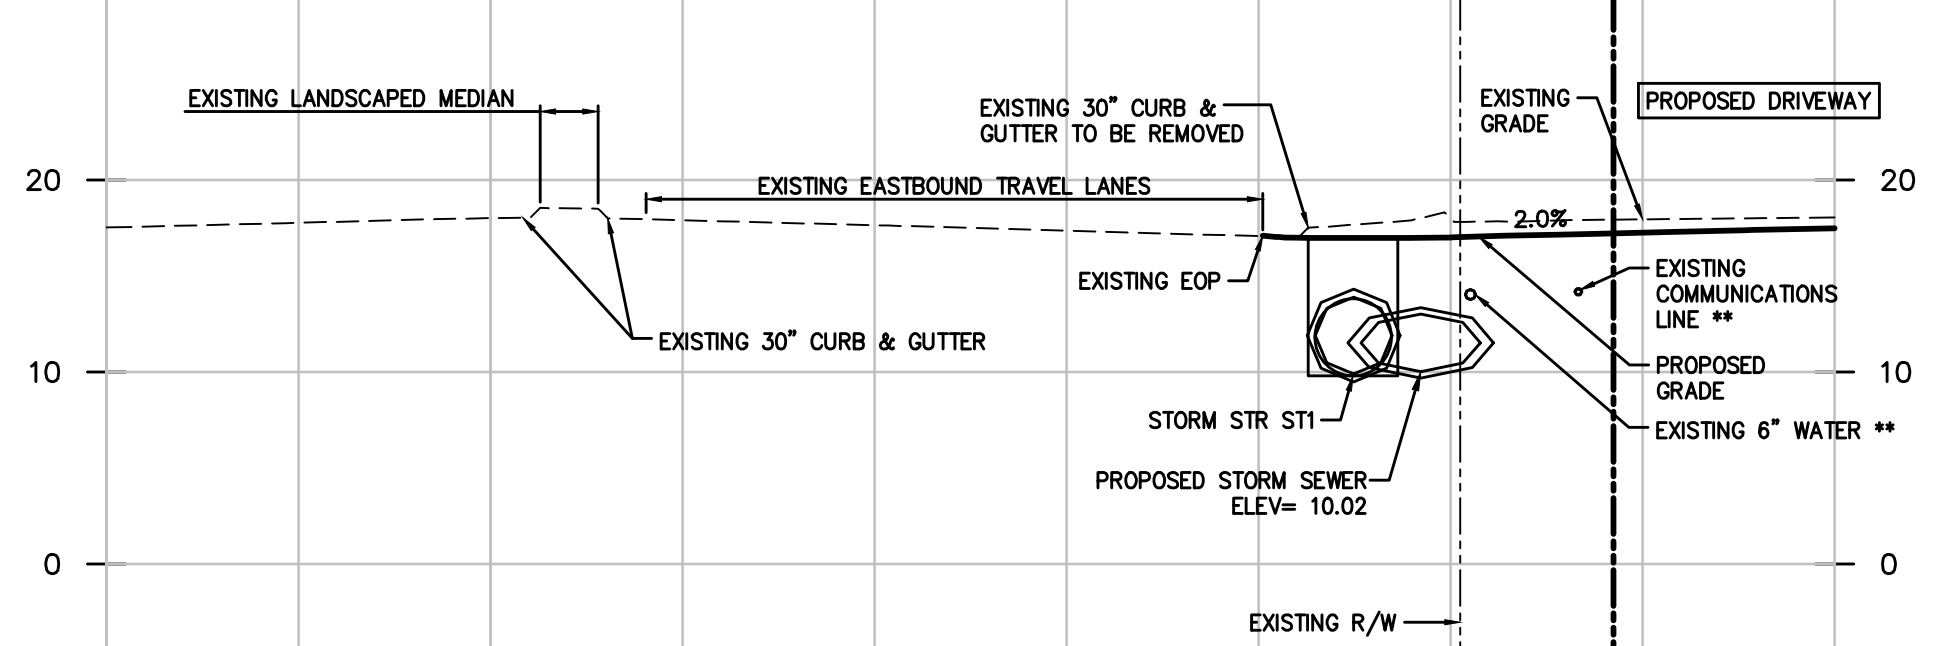 EXISTING LANDSCAPED MEDIAN
EXISTING 30" CURB &
GUTTER TO BE REMOVED
EXISTING
GRADE
PROPOSED DRIVEWAY
20
EXISTING EASTBOUND TRAVEL LANES
20
2.0%
EXISTING EOP
EXISTING
COMMUNICATIONS
LINE **
EXISTING 30" CURB & GUTTER
10
PROPOSED
GRADE
10
STORM STR ST1
EXISTING 6" WATER **
PROPOSED STORM SEWER
ELEV= 10.02
0
0
EXISTING R/W